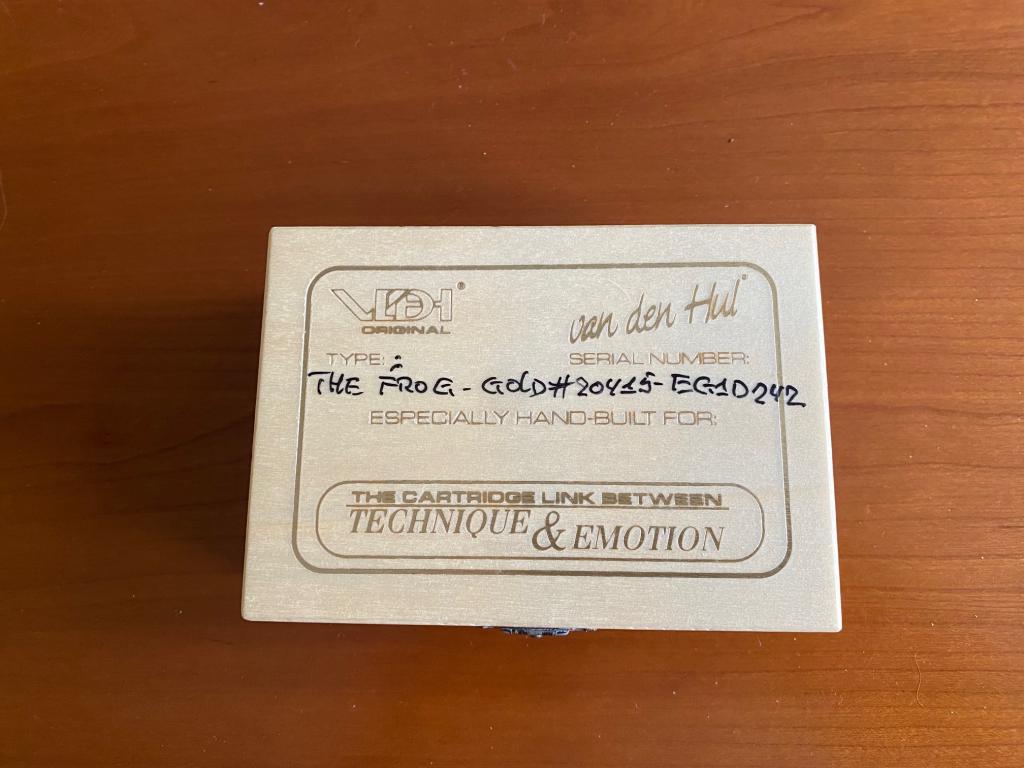 VDH®
ORIGINAL
van den Hul®
TYPE: SERIAL NUMBER:
THE FROG - GOLD#20415-EG1D242
ESPECIALLY HAND-BUILT FOR:
THE CARTRIDGE LINK BETWEEN
TECHNIQUE & EMOTION